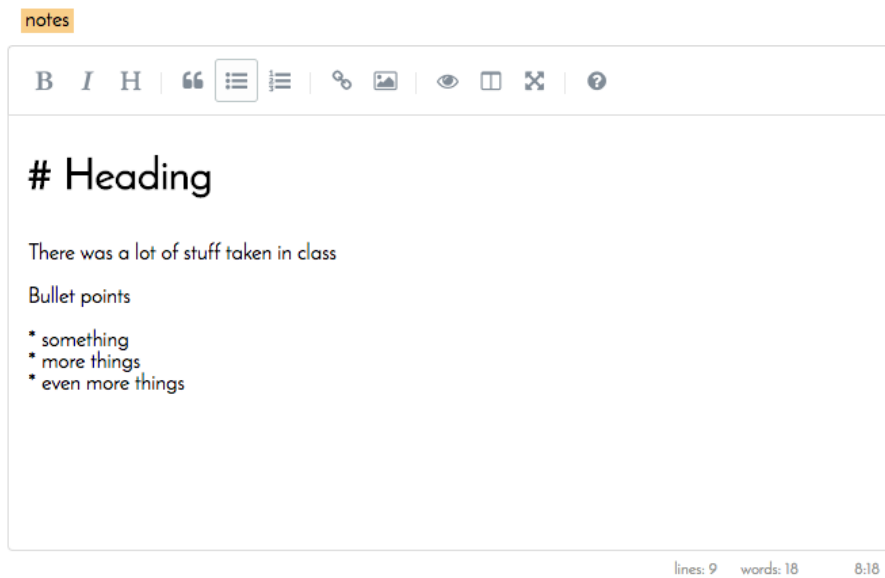 notes
B I H
# Heading
There was a lot of stuff taken in class
Bullet points
* something
* more things
* even more things
lines: 9 words: 18 8:18